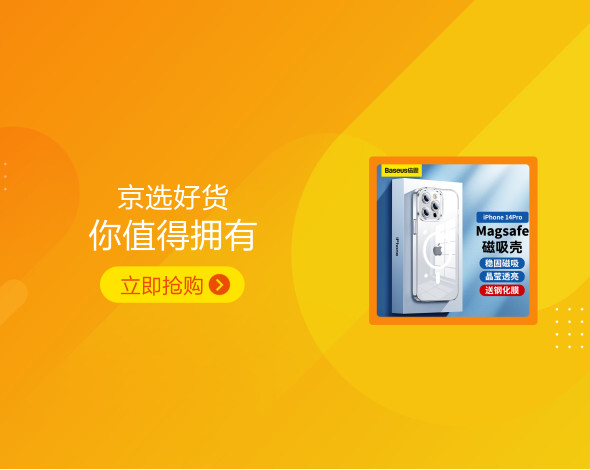 京选好货
你值得拥有
立即抢购
Baseus倍思
iPhone
iPhone 14Pro
Magsafe
磁吸壳
稳固磁吸
晶莹透亮
送钢化膜